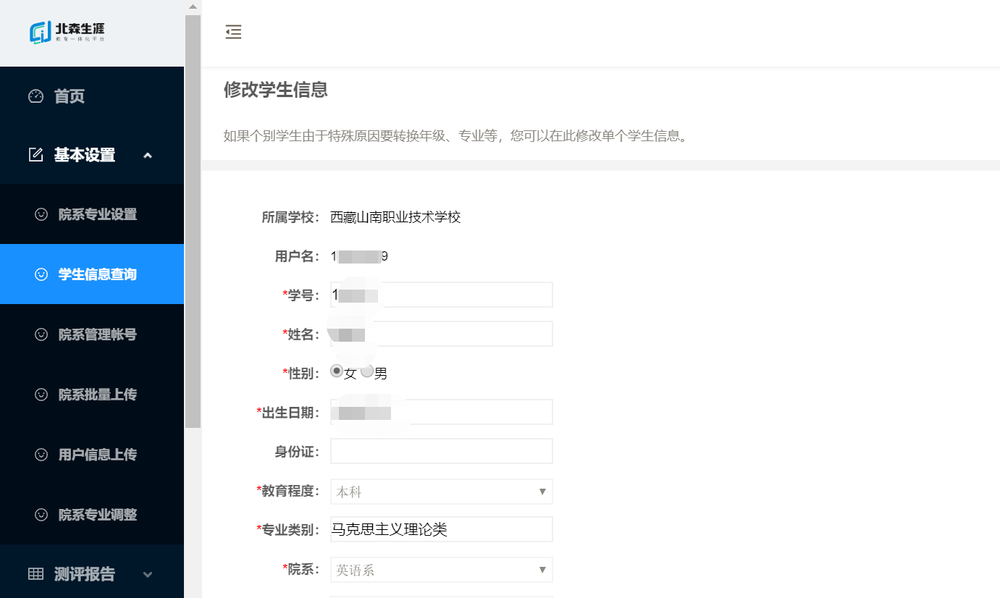 北森生涯
教育一体化平台
首页
基本设置
院系专业设置
学生信息查询
院系管理帐号
院系批量上传
用户信息上传
院系专业调整
测评报告
修改学生信息
如果个别学生由于特殊原因要转换年级、专业等，您可以在此修改单个学生信息。
所属学校： 西藏山南职业技术学校
用户名： 1 9
*学号： 1
*姓名：
*性别： 女 男
*出生日期：
身份证：
*教育程度： 本科
*专业类别： 马克思主义理论类
*院系： 英语系